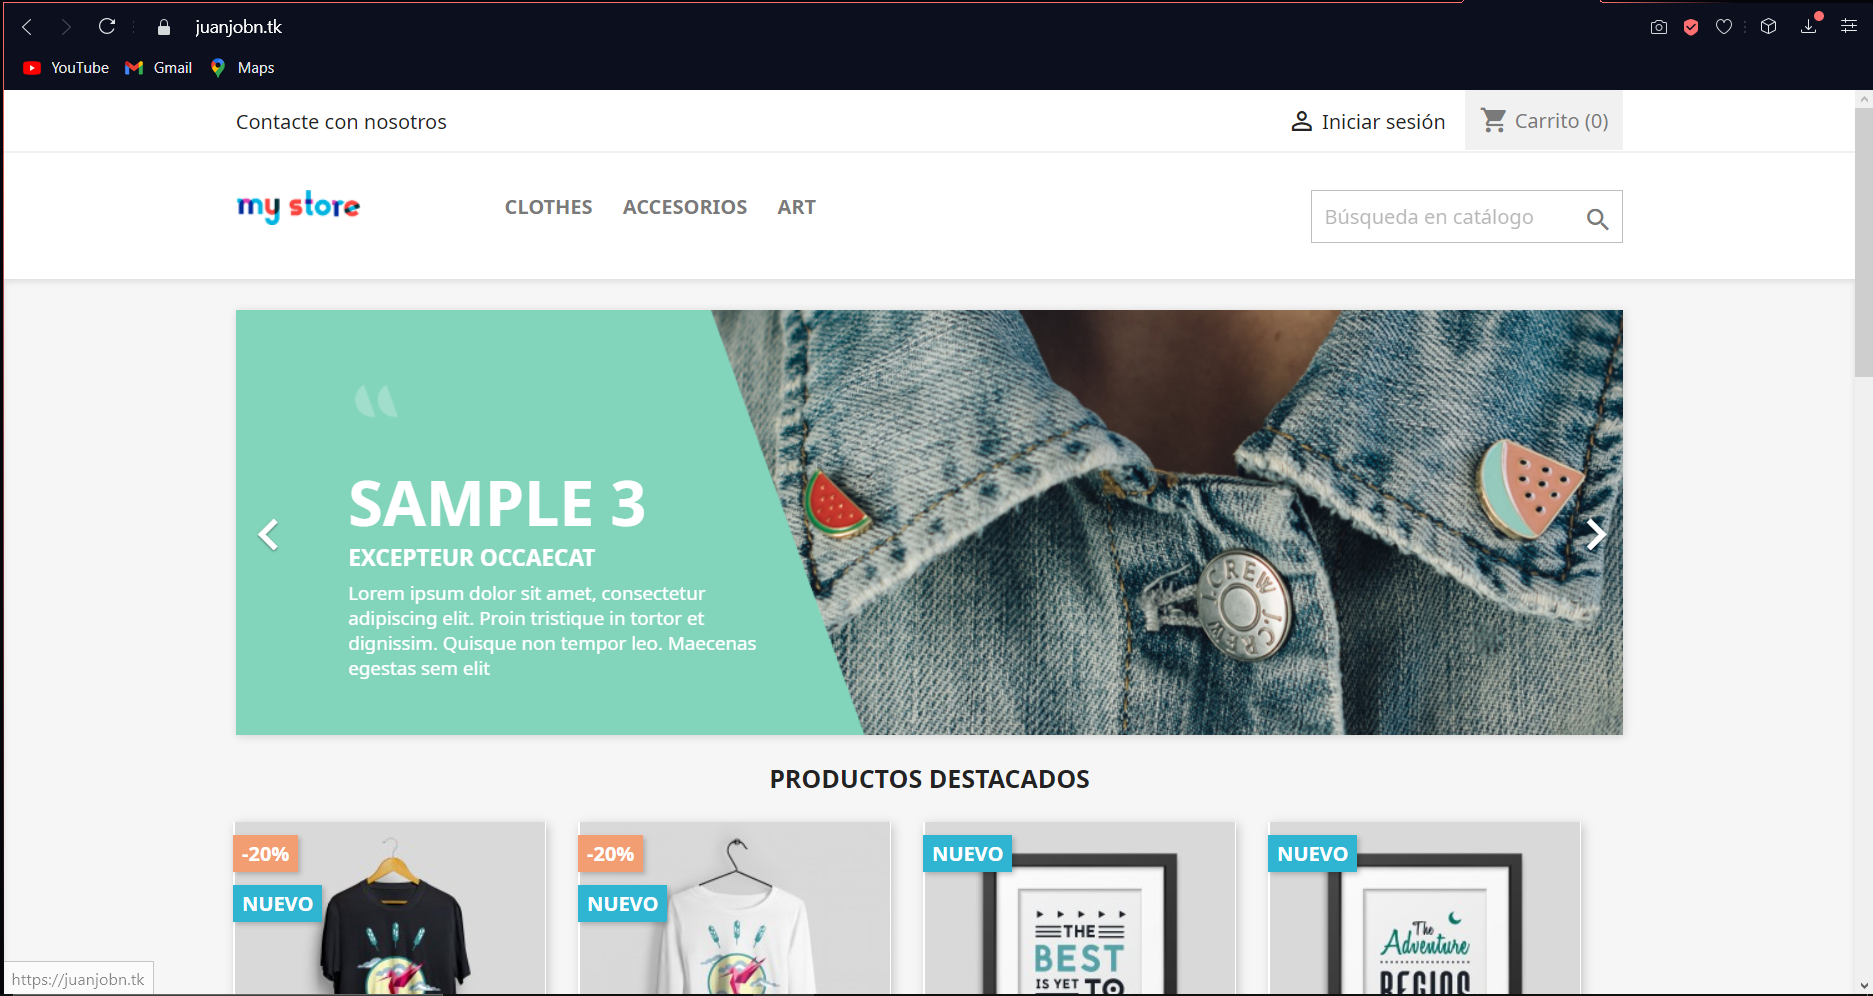 juanjobn.tk
YouTube Gmail Maps
Contacte con nosotros
Iniciar sesión
Carrito (0)
my store
CLOTHES ACCESORIOS ART
Búsqueda en catálogo
SAMPLE 3
EXCEPTEUR OCCAECAT
Lorem ipsum dolor sit amet, consectetur
adipiscing elit. Proin tristique in tortor et
dignissim. Quisque non tempor leo. Maecenas
egestas sem elit
J.CREW J.CREW
PRODUCTOS DESTACADOS
-20%
NUEVO
-20%
NUEVO
NUEVO
THE
BEST
IS YET TO
NUEVO
The
Adventure
BEGINS
https://juanjobn.tk